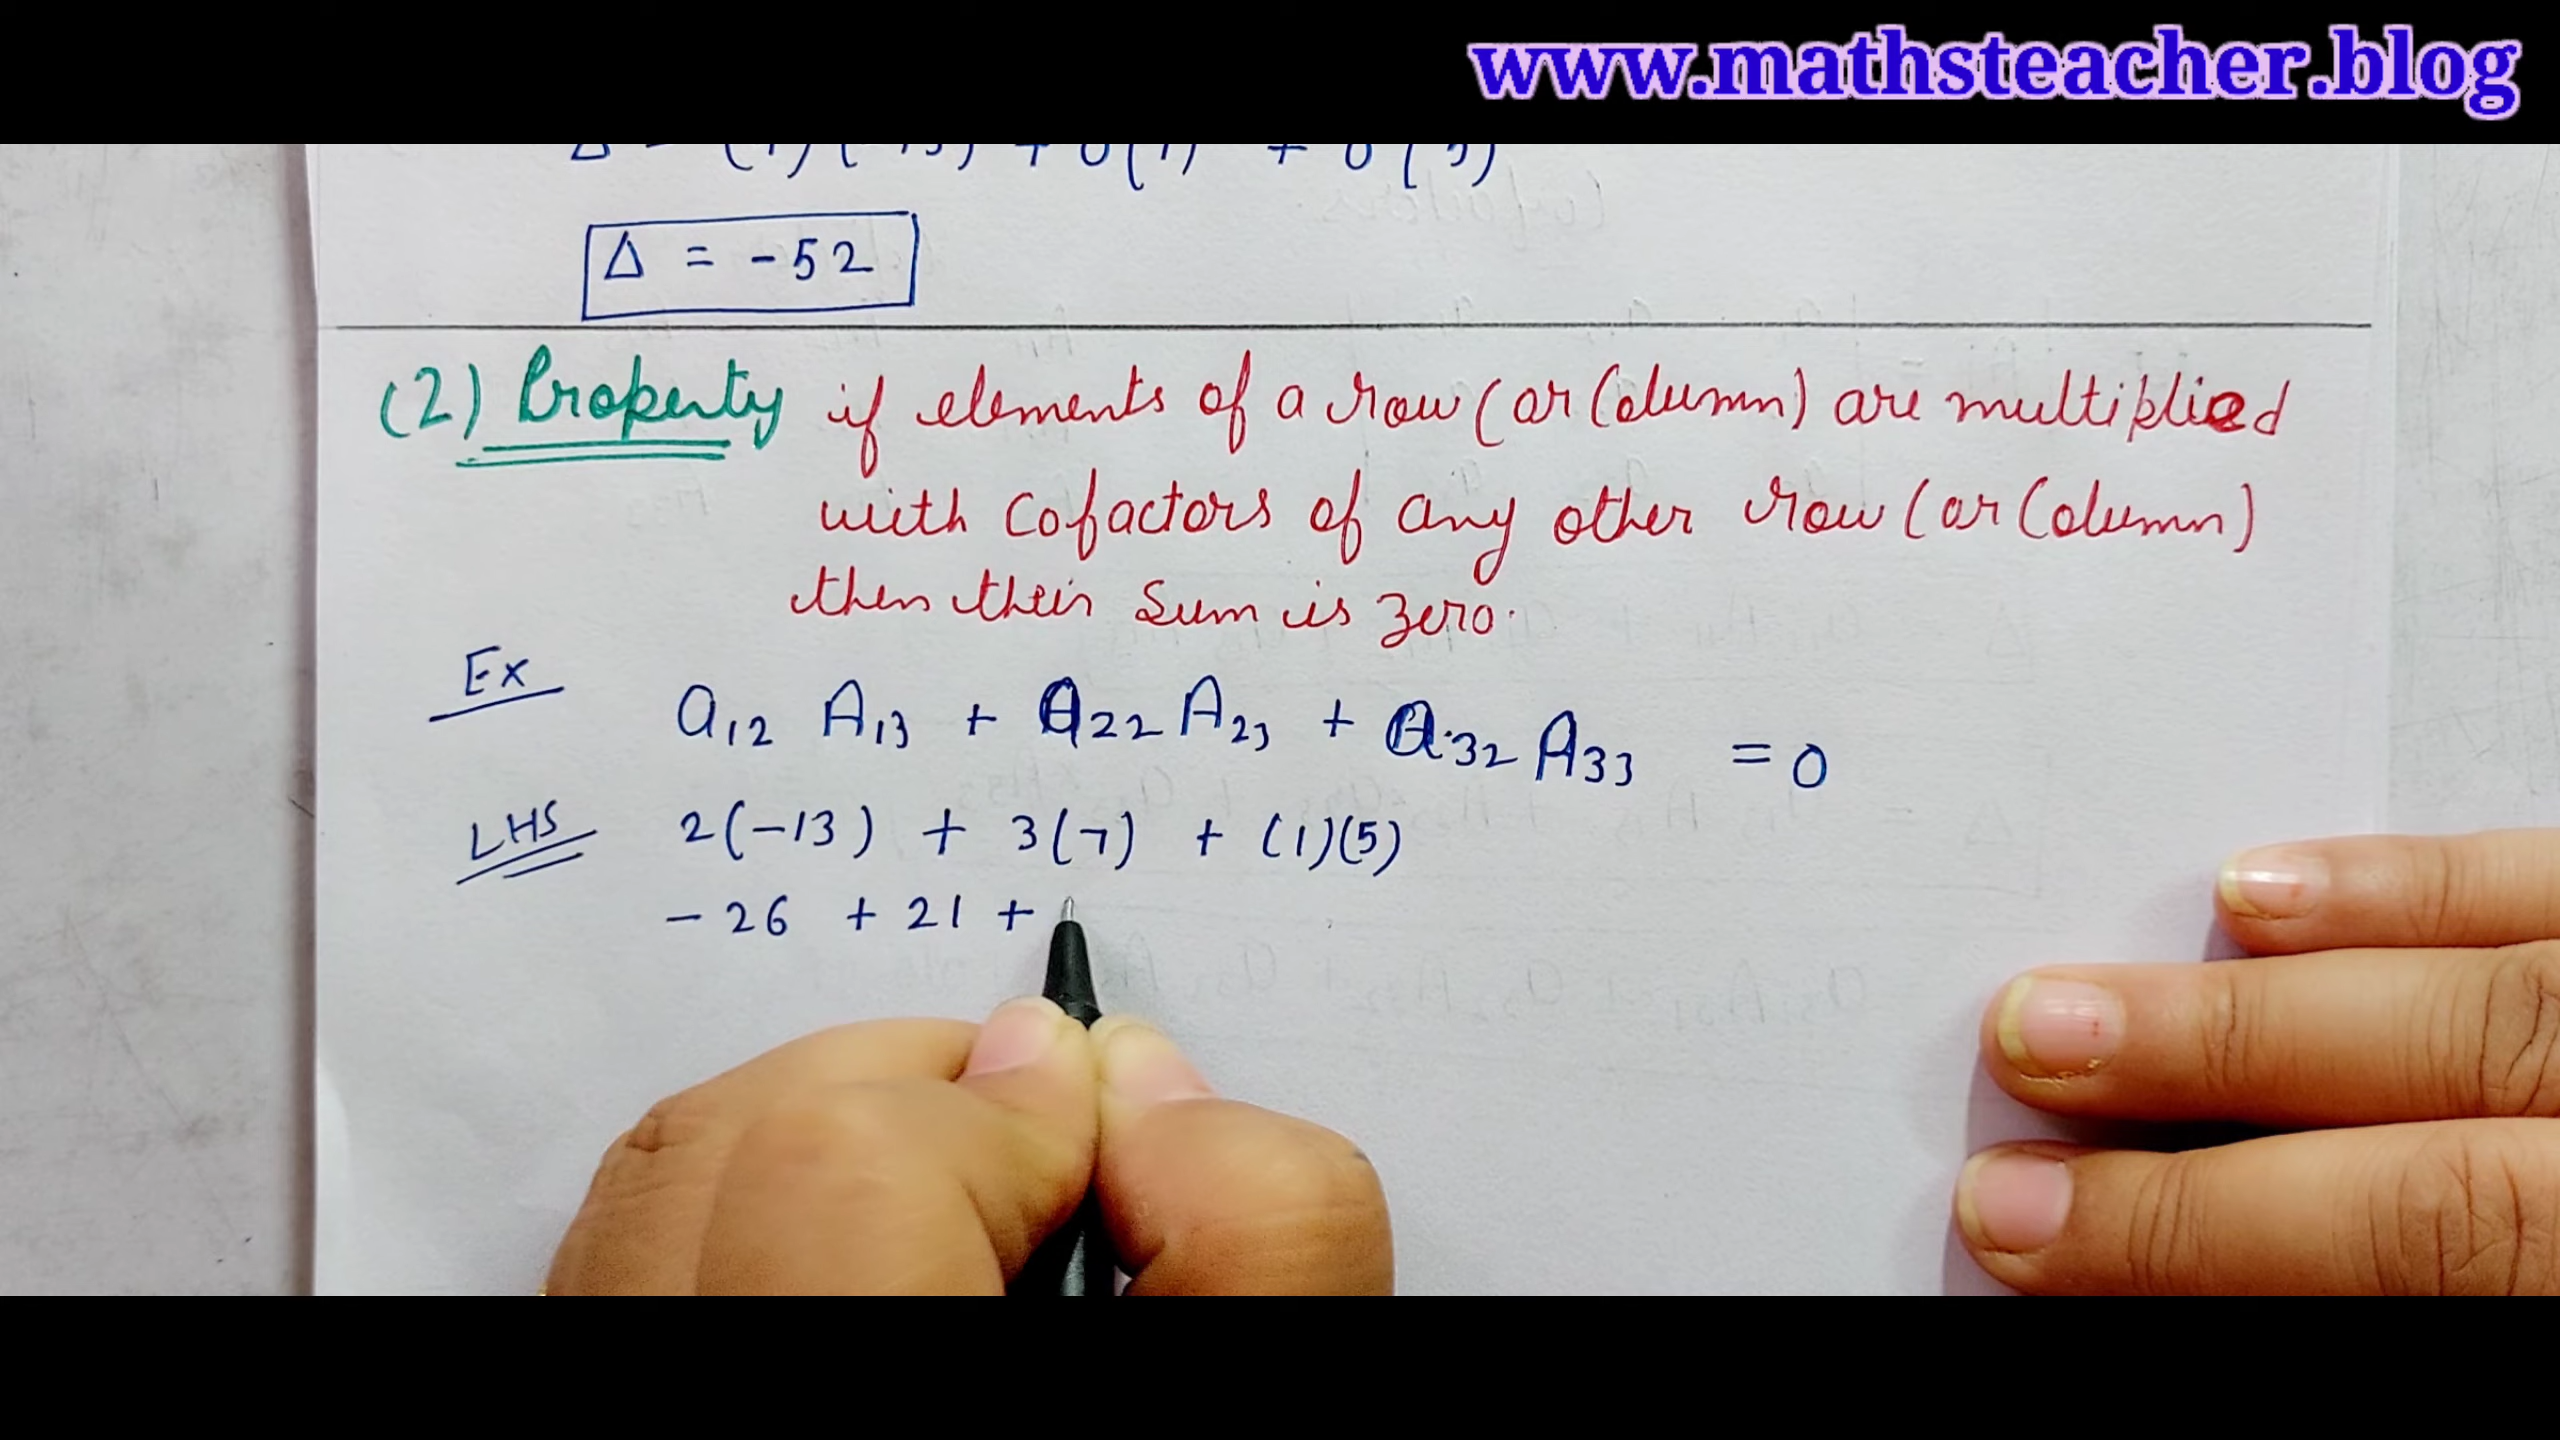 www.mathsteacher.blog
Δ = -52
(2) Property if elements of a row (or Column) are multiplied
with Cofactors of any other row (or Column)
then their Sum is zero.
Ex a12 A13 + a22 A23 + a32 A33 = 0
LHS 2(-13) + 3(7) + (1)(5)
- 26 + 21 +